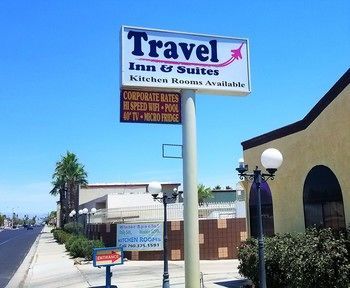 Travel
Inn & Suites
Kitchen Rooms Available
CORPORATE RATES
HI SPEED WIFI • POOL
40" TV • MICRO FRIDGE
KITCHEN ROOMS
ENTRANCE